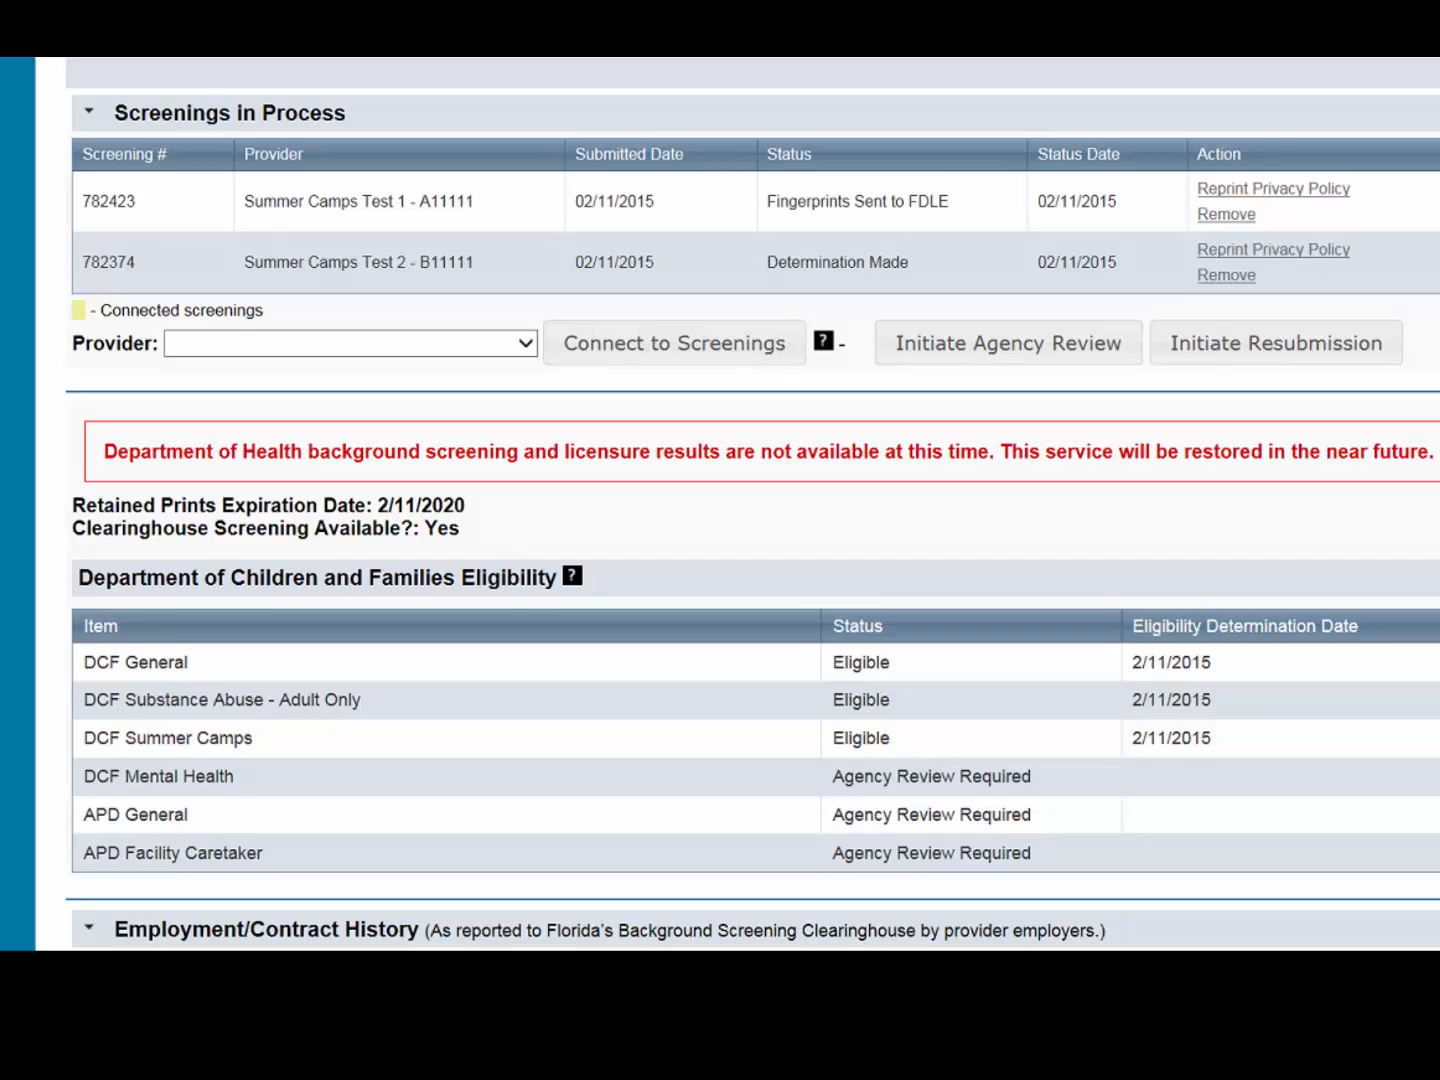 Screenings in Process
Screening # Provider Submitted Date Status Status Date Action
782423 Summer Camps Test 1 - A11111 02/11/2015 Fingerprints Sent to FDLE 02/11/2015 Reprint Privacy Policy
Remove
782374 Summer Camps Test 2 - B11111 02/11/2015 Determination Made 02/11/2015 Reprint Privacy Policy
Remove
- Connected screenings
Provider: Connect to Screenings ? - Initiate Agency Review Initiate Resubmission
Department of Health background screening and licensure results are not available at this time. This service will be restored in the near future.
Retained Prints Expiration Date: 2/11/2020
Clearinghouse Screening Available?: Yes
Department of Children and Families Eligibility ?
Item Status Eligibility Determination Date
DCF General Eligible 2/11/2015
DCF Substance Abuse - Adult Only Eligible 2/11/2015
DCF Summer Camps Eligible 2/11/2015
DCF Mental Health Agency Review Required
APD General Agency Review Required
APD Facility Caretaker Agency Review Required
Employment/Contract History (As reported to Florida's Background Screening Clearinghouse by provider employers.)